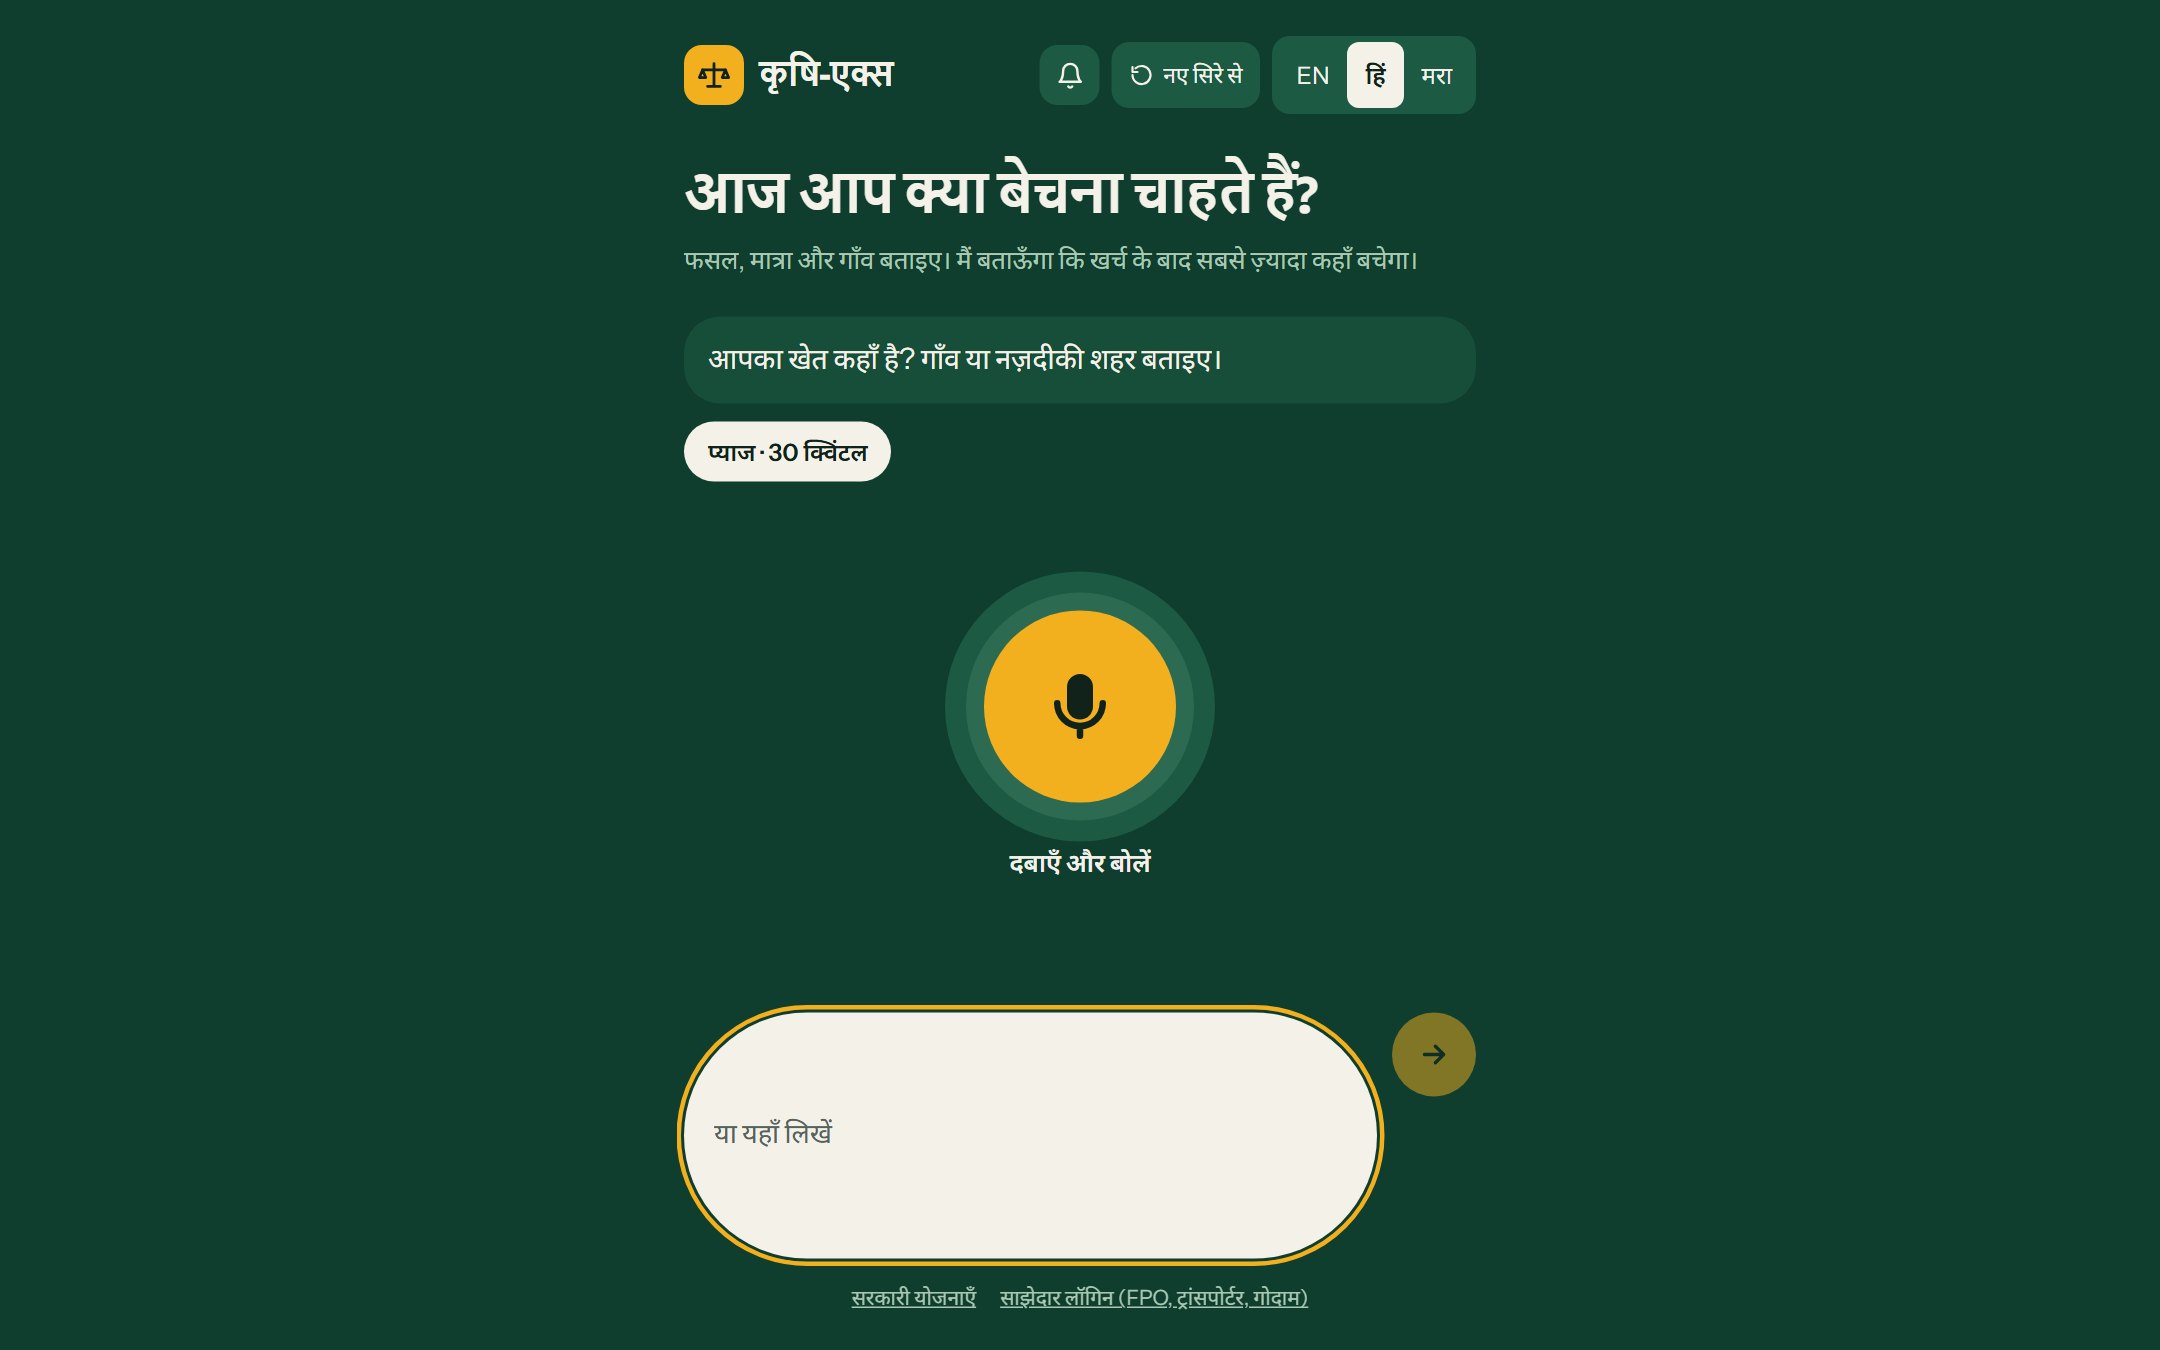 कृषि-एक्स
नए सिरे से
EN हिं मरा
आज आप क्या बेचना चाहते हैं?
फसल, मात्रा और गाँव बताइए। मैं बताऊँगा कि खर्च के बाद सबसे ज़्यादा कहाँ बचेगा।
आपका खेत कहाँ है? गाँव या नज़दीकी शहर बताइए।
प्याज · 30 क्विंटल
दबाएँ और बोलें
या यहाँ लिखें
सरकारी योजनाएँ साझेदार लॉगिन (FPO, ट्रांसपोर्टर, गोदाम)